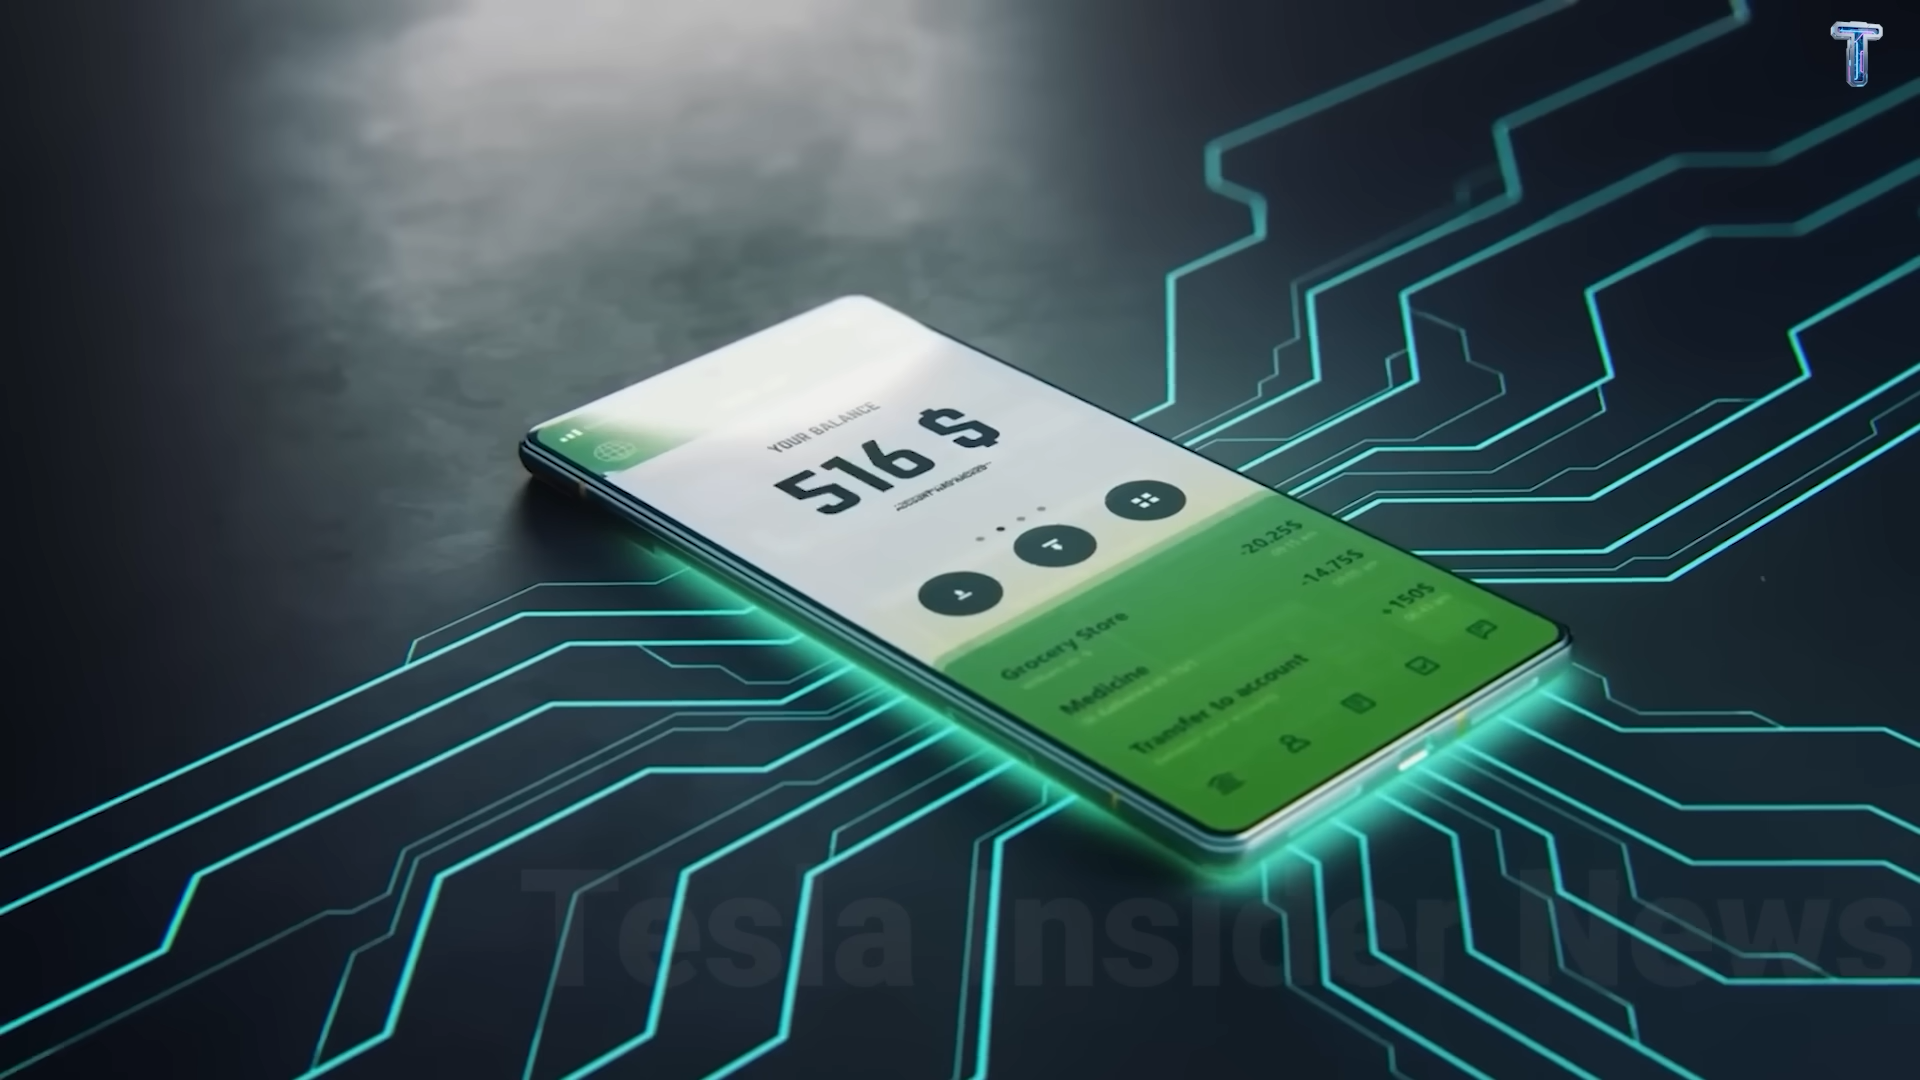 T
YOUR BALANCE
516 $
-20.25$
-14.75$
+150$
Grocery Store
Medicine
Transfer to account
Tesla Insider News